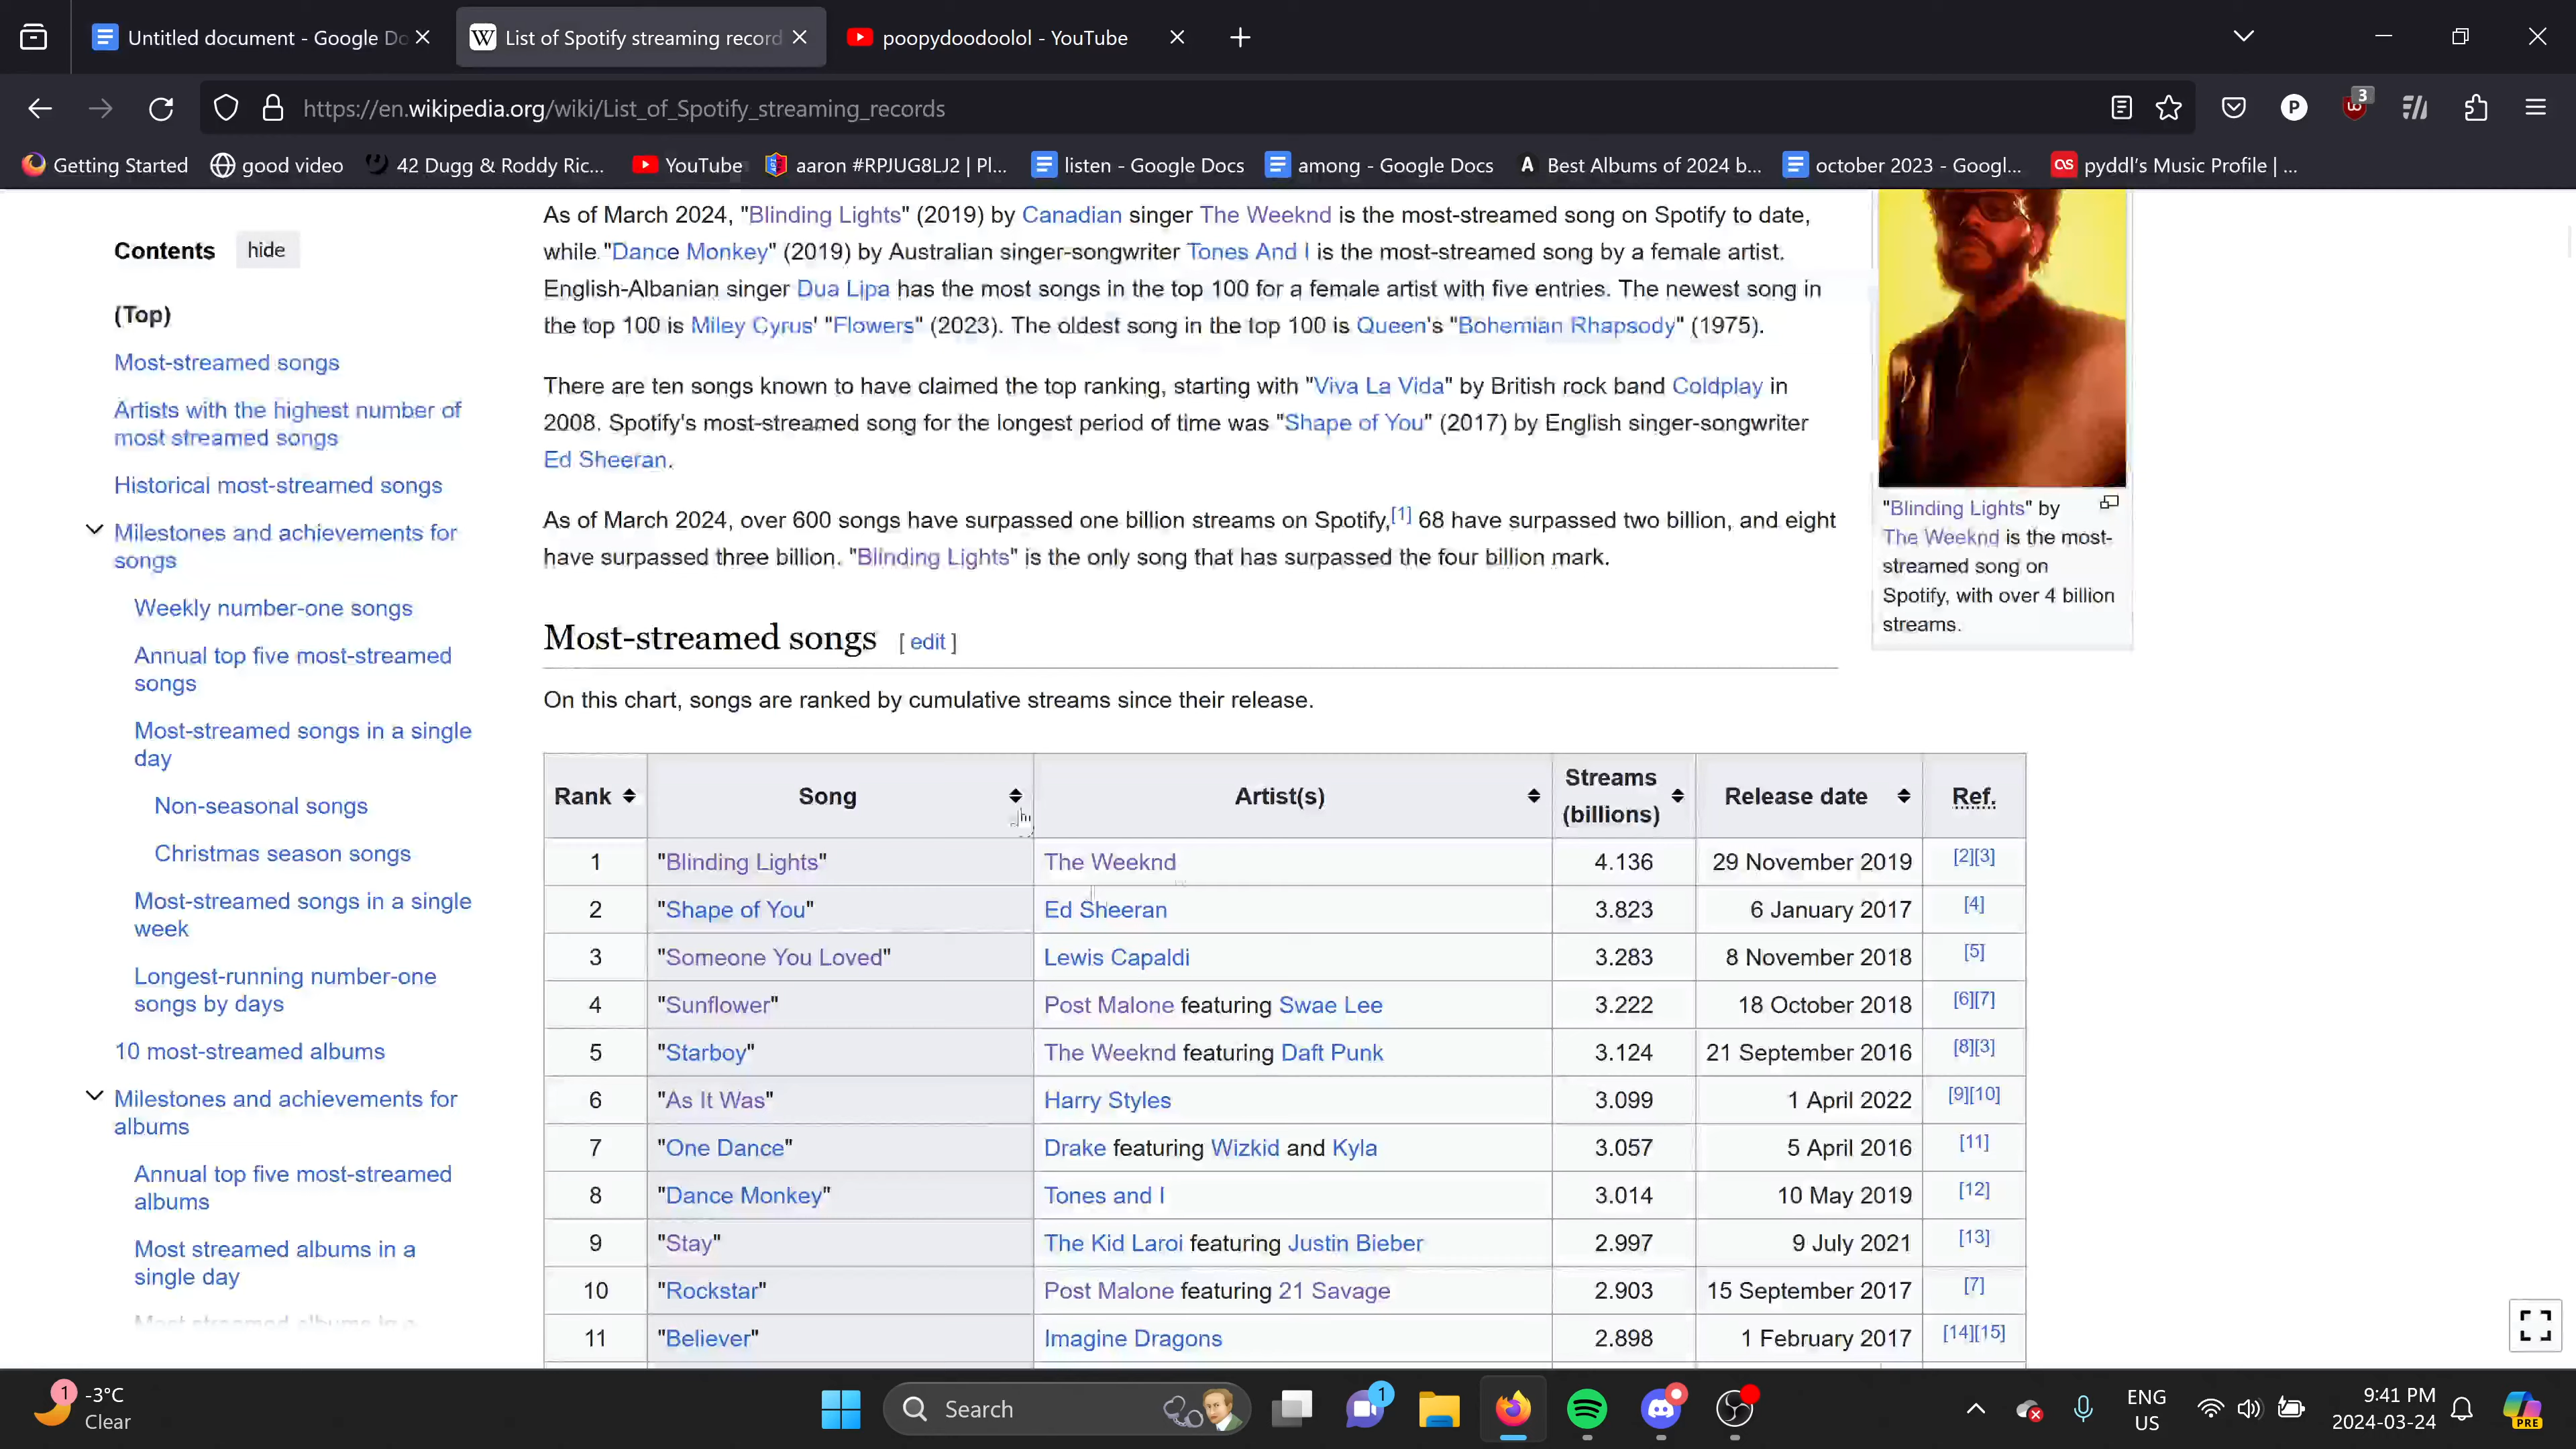 Untitled document - Google Do
List of Spotify streaming record
poopydoodoolol - YouTube
https://en.wikipedia.org/wiki/List_of_Spotify_streaming_records
3
Getting Started
good video
42 Dugg & Roddy Ric...
YouTube
aaron #RPJUG8LJ2 | Pl...
listen - Google Docs
among - Google Docs
Best Albums of 2024 b...
october 2023 - Googl...
pyddl's Music Profile | ...
Contents hide
(Top)
Most-streamed songs
Artists with the highest number of
most streamed songs
Historical most-streamed songs
Milestones and achievements for
songs
Weekly number-one songs
Annual top five most-streamed
songs
Most-streamed songs in a single
day
Non-seasonal songs
Christmas season songs
Most-streamed songs in a single
week
Longest-running number-one
songs by days
10 most-streamed albums
Milestones and achievements for
albums
Annual top five most-streamed
albums
Most streamed albums in a
single day
As of March 2024, "Blinding Lights" (2019) by Canadian singer The Weeknd is the most-streamed song on Spotify to date,
while "Dance Monkey" (2019) by Australian singer-songwriter Tones And I is the most-streamed song by a female artist.
English-Albanian singer Dua Lipa has the most songs in the top 100 for a female artist with five entries. The newest song in
the top 100 is Miley Cyrus' "Flowers" (2023). The oldest song in the top 100 is Queen's "Bohemian Rhapsody" (1975).
There are ten songs known to have claimed the top ranking, starting with "Viva La Vida" by British rock band Coldplay in
2008. Spotify's most-streamed song for the longest period of time was "Shape of You" (2017) by English singer-songwriter
Ed Sheeran.
As of March 2024, over 600 songs have surpassed one billion streams on Spotify,[1] 68 have surpassed two billion, and eight
have surpassed three billion. "Blinding Lights" is the only song that has surpassed the four billion mark.
"Blinding Lights" by
The Weeknd is the most-
streamed song on
Spotify, with over 4 billion
streams.
Most-streamed songs [ edit ]
On this chart, songs are ranked by cumulative streams since their release.
Rank Song Artist(s) Streams (billions) Release date Ref.
1 "Blinding Lights" The Weeknd 4.136 29 November 2019 [2][3]
2 "Shape of You" Ed Sheeran 3.823 6 January 2017 [4]
3 "Someone You Loved" Lewis Capaldi 3.283 8 November 2018 [5]
4 "Sunflower" Post Malone featuring Swae Lee 3.222 18 October 2018 [6][7]
5 "Starboy" The Weeknd featuring Daft Punk 3.124 21 September 2016 [8][3]
6 "As It Was" Harry Styles 3.099 1 April 2022 [9][10]
7 "One Dance" Drake featuring Wizkid and Kyla 3.057 5 April 2016 [11]
8 "Dance Monkey" Tones and I 3.014 10 May 2019 [12]
9 "Stay" The Kid Laroi featuring Justin Bieber 2.997 9 July 2021 [13]
10 "Rockstar" Post Malone featuring 21 Savage 2.903 15 September 2017 [7]
11 "Believer" Imagine Dragons 2.898 1 February 2017 [14][15]
1
-3°C
Clear
Search
1
ENG
US
9:41 PM
2024-03-24
PRE